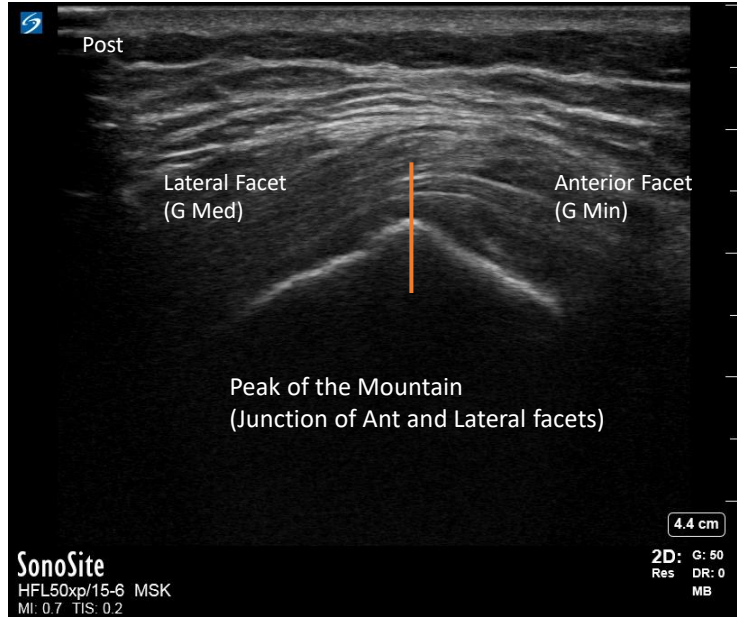 Post
Lateral Facet
(G Med)
Anterior Facet
(G Min)
Peak of the Mountain
(Junction of Ant and Lateral facets)
4.4 cm
SonoSite
HFL50xp/15-6 MSK
MI: 0.7 TIS: 0.2
2D: G: 50
Res DR: 0
MB